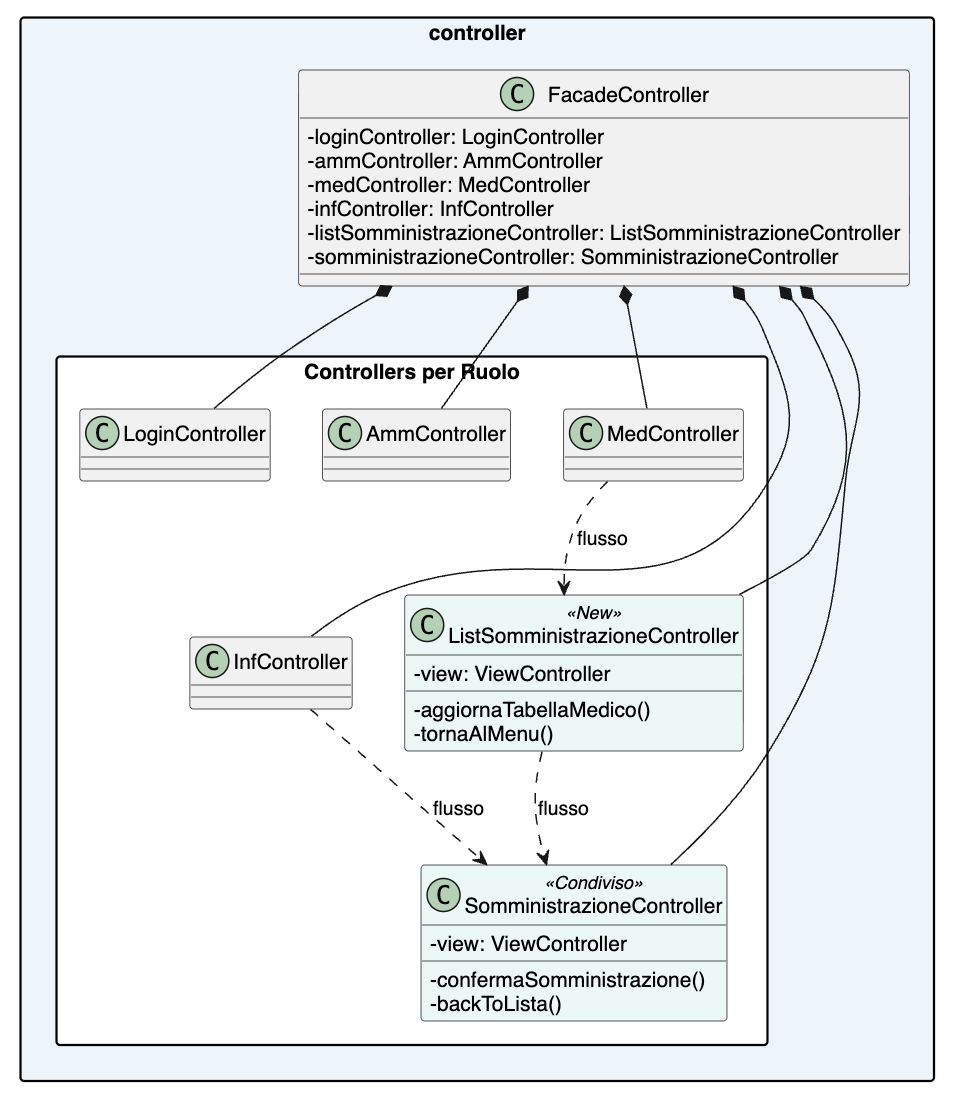 controller
C FacadeController
-loginController: LoginController
-ammController: AmmController
-medController: MedController
-infController: InfController
-listSomministrazioneController: ListSomministrazioneController
-somministrazioneController: SomministrazioneController
Controllers per Ruolo
C LoginController
C AmmController
C MedController
flusso
C InfController
«New»
C ListSomministrazioneController
-view: ViewController
-aggiornaTabellaMedico()
-tornaAlMenu()
flusso
flusso
«Condiviso»
C SomministrazioneController
-view: ViewController
-confermaSomministrazione()
-backToLista()